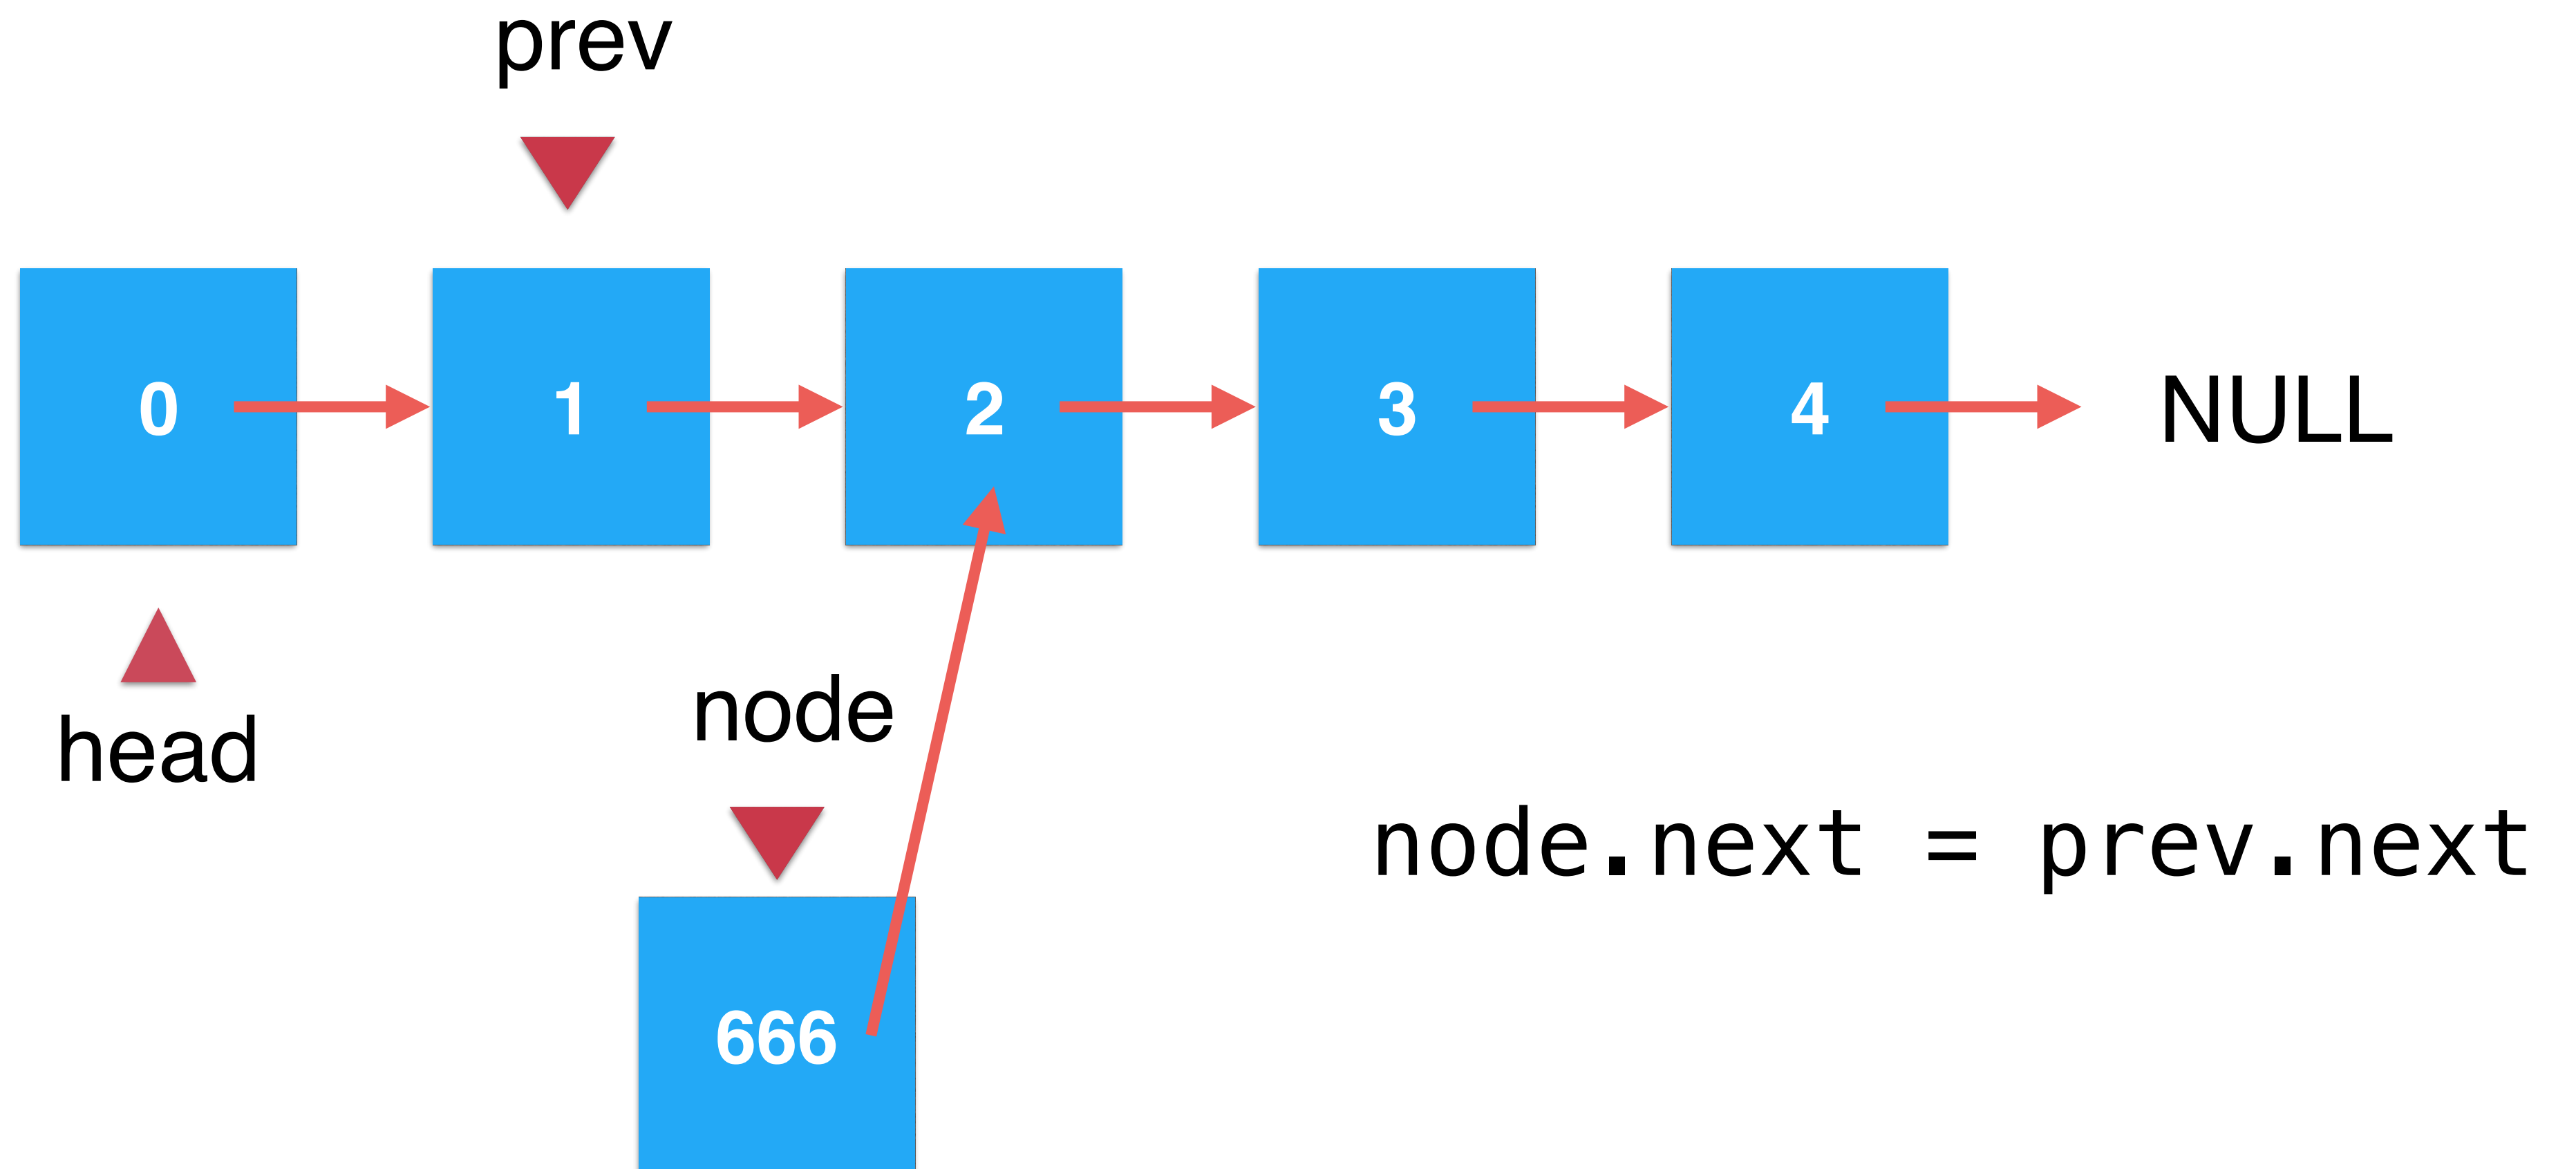 prev
0 1 2 3 4 NULL
head
node
node.next = prev.next
666